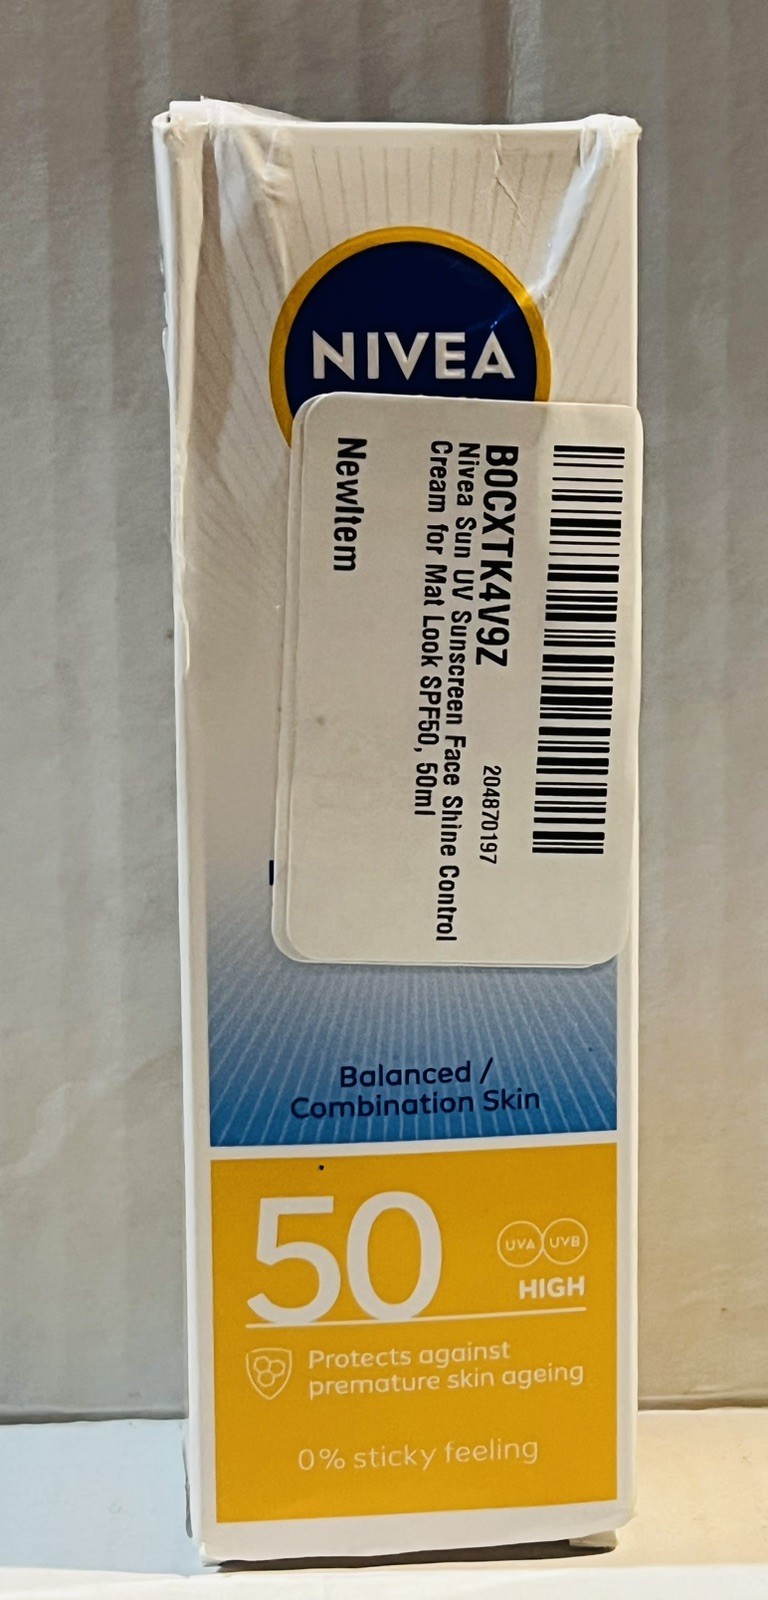 NIVEA
B0CXTK4V9Z 204870197
Nivea Sun UV Sunscreen Face Shine Control
Cream for Mat Look SPF50, 50ml
NewItem
Balanced /
Combination Skin
50
UVA UVB
HIGH
Protects against
premature skin ageing
0% sticky feeling